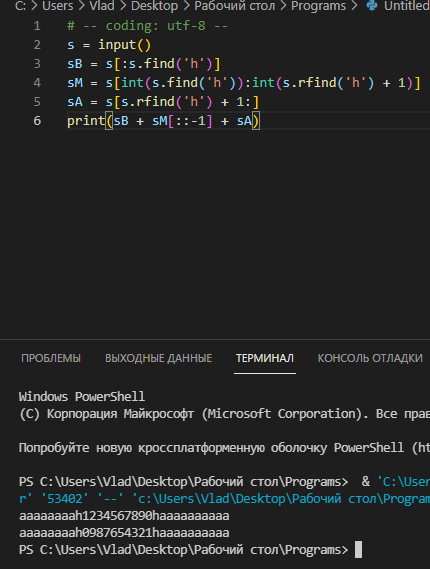 C: > Users > Vlad > Desktop > Рабочий стол > Programs > Untitled
1 # -- coding: utf-8 --
2 s = input()
3 sB = s[:s.find('h')]
4 sM = s[int(s.find('h')):int(s.rfind('h') + 1)]
5 sA = s[s.rfind('h') + 1:]
6 print(sB + sM[::-1] + sA)
ПРОБЛЕМЫ ВЫХОДНЫЕ ДАННЫЕ ТЕРМИНАЛ КОНСОЛЬ ОТЛАДКИ
Windows PowerShell
(C) Корпорация Майкрософт (Microsoft Corporation). Все прав
Попробуйте новую кроссплатформенную оболочку PowerShell (ht
PS C:\Users\Vlad\Desktop\Рабочий стол\Programs> & 'C:\User
r' '53402' '--' 'c:\Users\Vlad\Desktop\Рабочий стол\Program
aaaaaaaah1234567890haaaaaaaaaa
aaaaaaaah0987654321haaaaaaaaaa
PS C:\Users\Vlad\Desktop\Рабочий стол\Programs>